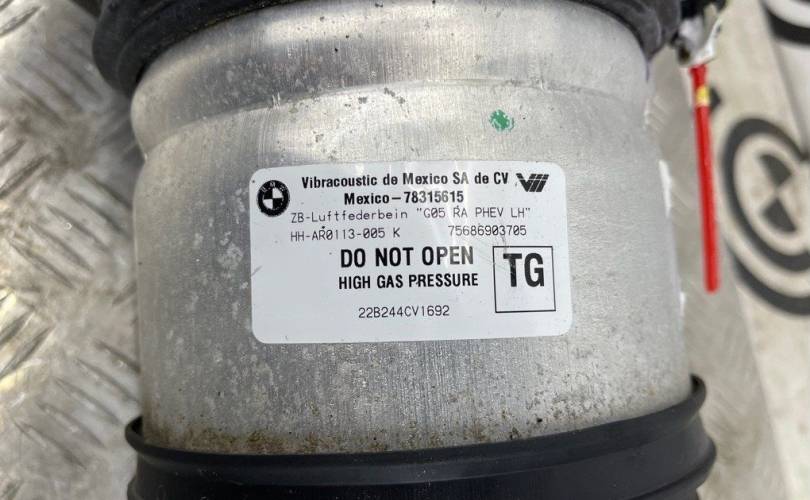 Vibracoustic de Mexico SA de CV
Mexico-78315615
ZB-Luftfederbein "G05 RA PHEV LH"
HH-AR0113-005 K 75686903705
DO NOT OPEN
HIGH GAS PRESSURE
TG
22B244CV1692